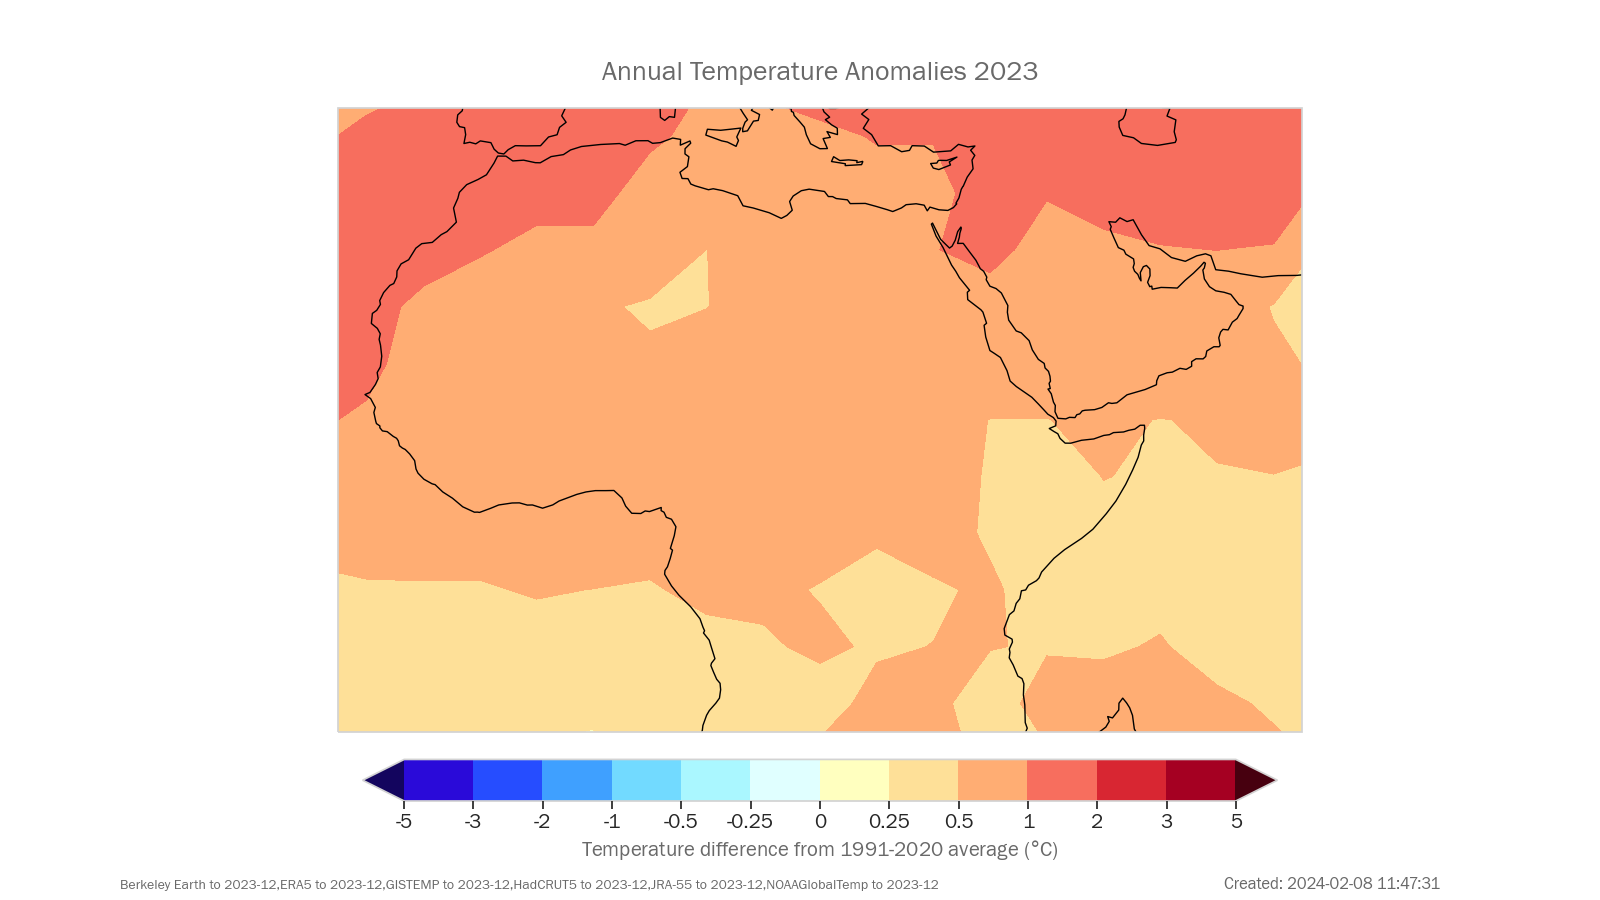 Annual Temperature Anomalies 2023
-5 -3 -2 -1 -0.5 -0.25 0 0.25 0.5 1 2 3 5
Temperature difference from 1991-2020 average (°C)
Berkeley Earth to 2023-12,ERA5 to 2023-12,GISTEMP to 2023-12,HadCRUT5 to 2023-12,JRA-55 to 2023-12,NOAAGlobalTemp to 2023-12
Created: 2024-02-08 11:47:31